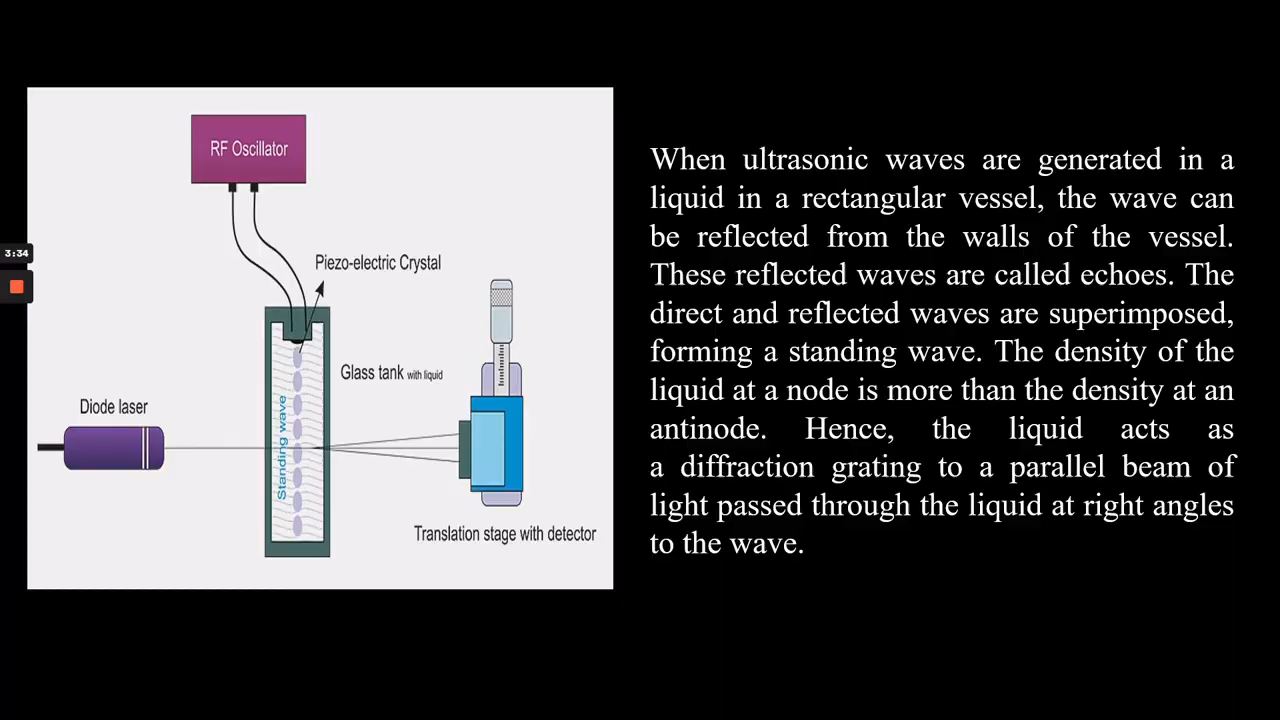 RF Oscillator
3:34
Piezo-electric Crystal
Glass tank with liquid
Diode laser
Standing wave
Translation stage with detector
When ultrasonic waves are generated in a
liquid in a rectangular vessel, the wave can
be reflected from the walls of the vessel.
These reflected waves are called echoes. The
direct and reflected waves are superimposed,
forming a standing wave. The density of the
liquid at a node is more than the density at an
antinode. Hence, the liquid acts as
a diffraction grating to a parallel beam of
light passed through the liquid at right angles
to the wave.